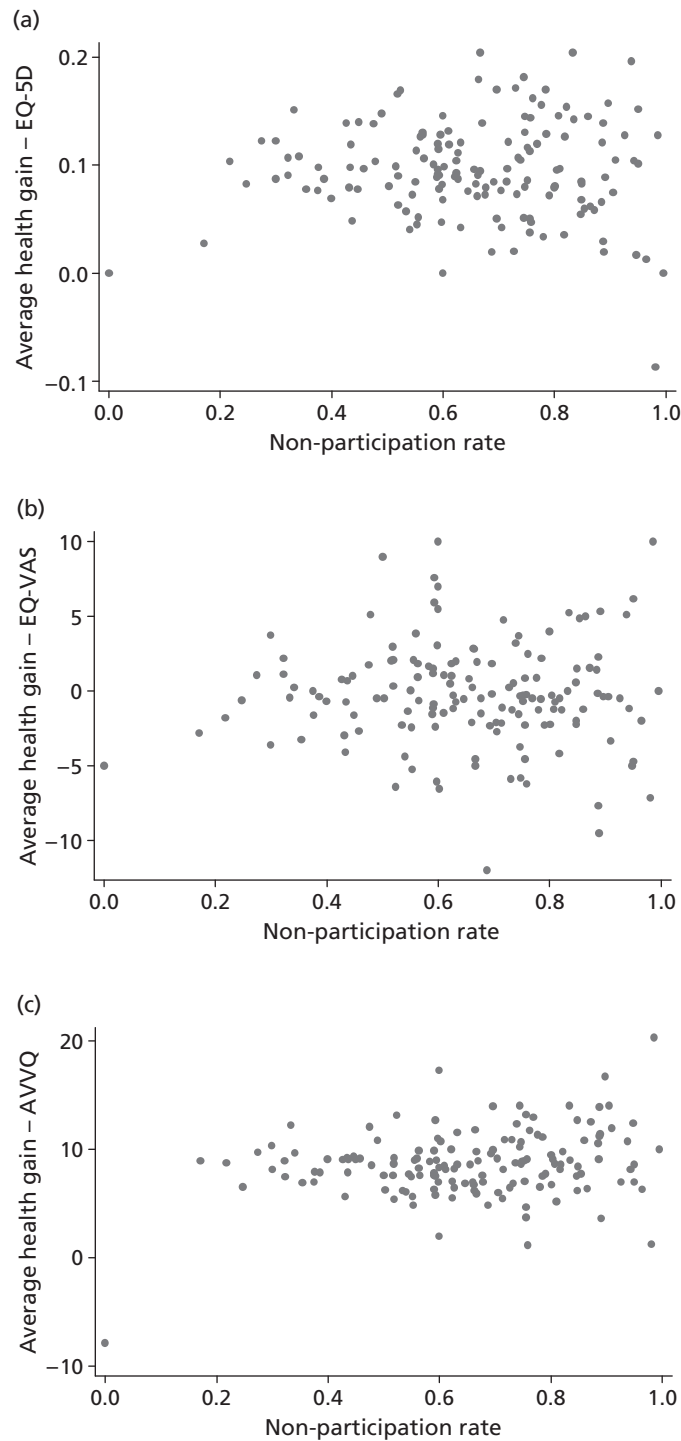 (a)
Average health gain – EQ-5D
0.2
0.1
0.0
–0.1
0.0 0.2 0.4 0.6 0.8 1.0
Non-participation rate
(b)
Average health gain – EQ-VAS
10
5
0
–5
–10
0.0 0.2 0.4 0.6 0.8 1.0
Non-participation rate
(c)
Average health gain – AVVQ
20
10
0
–10
0.0 0.2 0.4 0.6 0.8 1.0
Non-participation rate